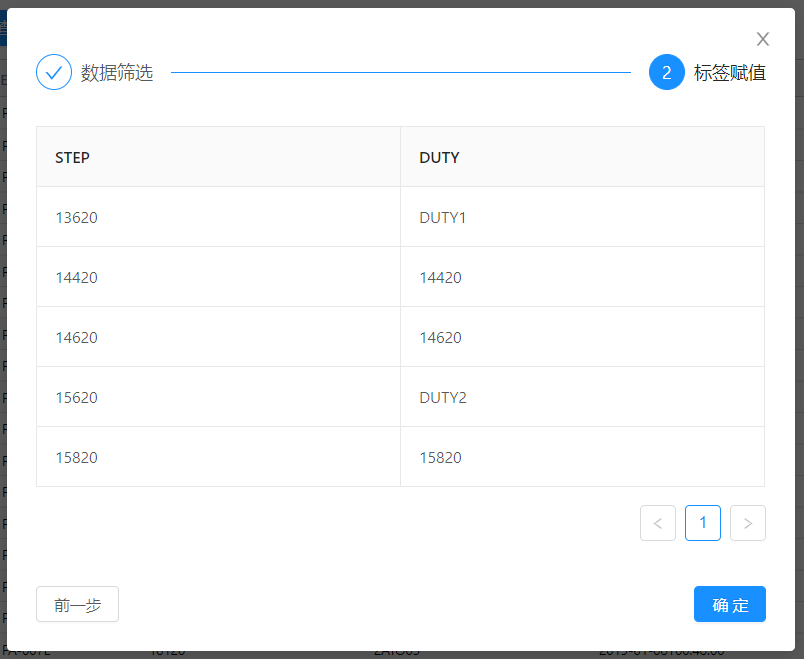 数据筛选
2 标签赋值
STEP DUTY
13620 DUTY1
14420 14420
14620 14620
15620 DUTY2
15820 15820
< 1 >
前一步 确 定